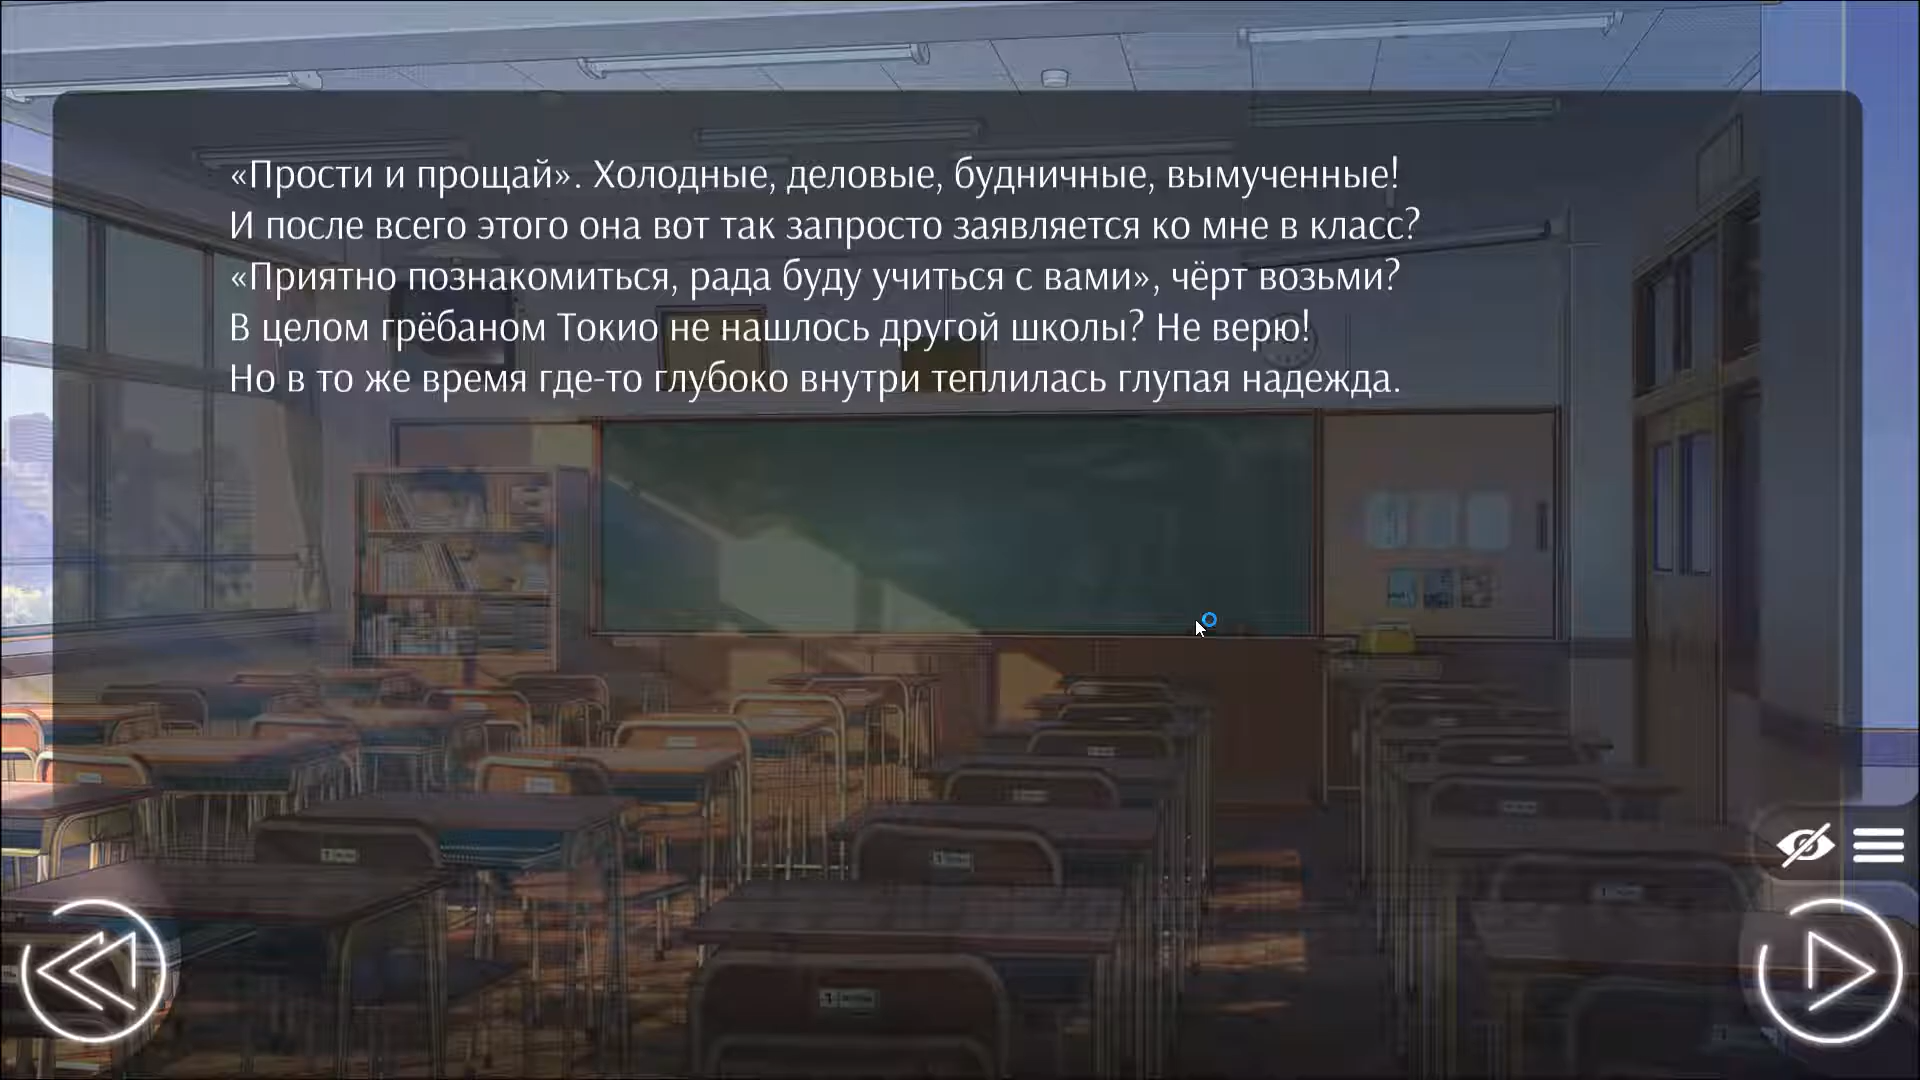 «Прости и прощай». Холодные, деловые, будничные, вымученные!
И после всего этого она вот так запросто заявляется ко мне в класс?
«Приятно познакомиться, рада буду учиться с вами», чёрт возьми?
В целом грёбаном Токио не нашлось другой школы? Не верю!
Но в то же время где-то глубоко внутри теплилась глупая надежда.